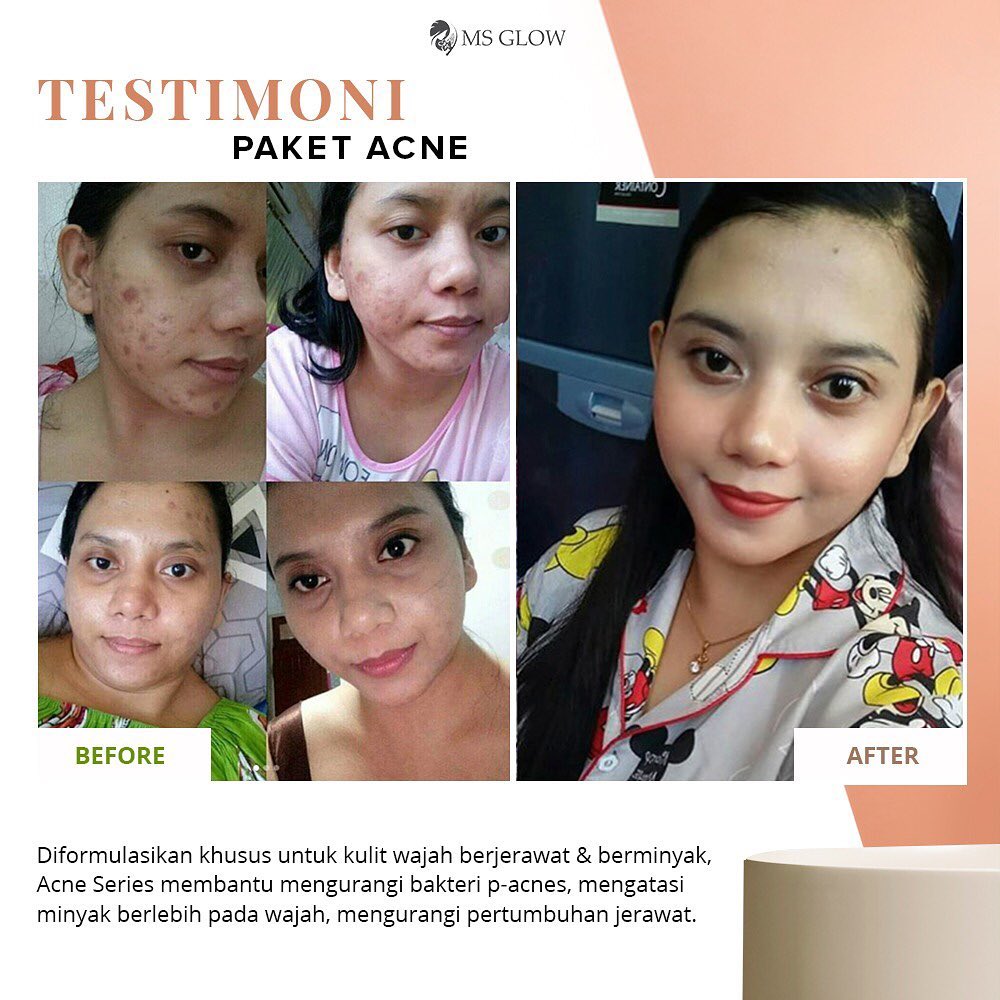 MS GLOW
TESTIMONI
PAKET ACNE
CONTAINER
BEFORE
AFTER
Diformulasikan khusus untuk kulit wajah berjerawat & berminyak,
Acne Series membantu mengurangi bakteri p-acnes, mengatasi
minyak berlebih pada wajah, mengurangi pertumbuhan jerawat.